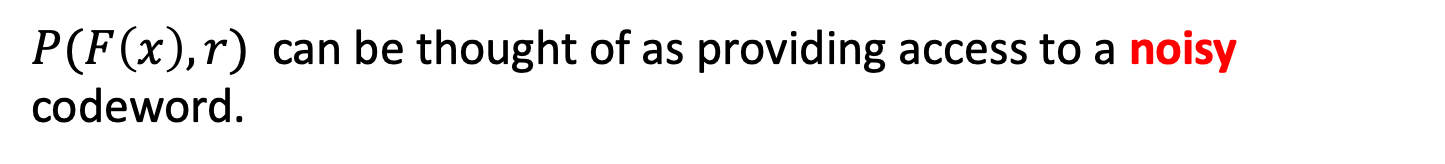 P(F(x),r) can be thought of as providing access to a noisy
codeword.